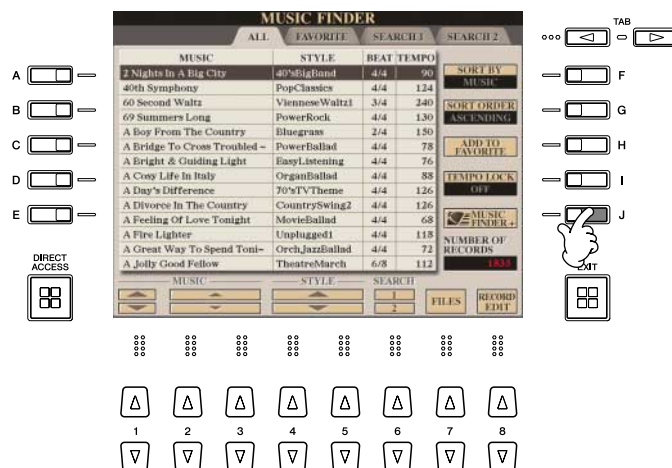 MUSIC FINDER
ALL FAVORITE SEARCH 1 SEARCH 2
TAB
MUSIC STYLE BEAT TEMPO
2 Nights In A Big City 40'sBigBand 4/4 90
40th Symphony PopClassics 4/4 124
60 Second Waltz VienneseWaltz1 3/4 240
69 Summers Long PowerRock 4/4 130
A Boy From The Country Bluegrass 2/4 150
A Bridge To Cross Troubled ~ PowerBallad 4/4 78
A Bright & Guiding Light EasyListening 4/4 76
A Cosy Life In Italy OrganBallad 4/4 88
A Day's Difference 70'sTVTheme 4/4 126
A Divorce In The Country CountrySwing2 4/4 126
A Feeling Of Love Tonight MovieBallad 4/4 68
A Fire Lighter Unplugged1 4/4 118
A Great Way To Spend Toni~ OrchJazzBallad 4/4 72
A Jolly Good Fellow TheatreMarch 6/8 112
SORT BY
MUSIC
SORT ORDER
ASCENDING
ADD TO
FAVORITE
TEMPO LOCK
OFF
MUSIC
FINDER +
NUMBER OF
RECORDS
1835
A
B
C
D
E
F
G
H
I
J
DIRECT
ACCESS
EXIT
MUSIC STYLE SEARCH
1
2
FILES
RECORD
EDIT
1 2 3 4 5 6 7 8